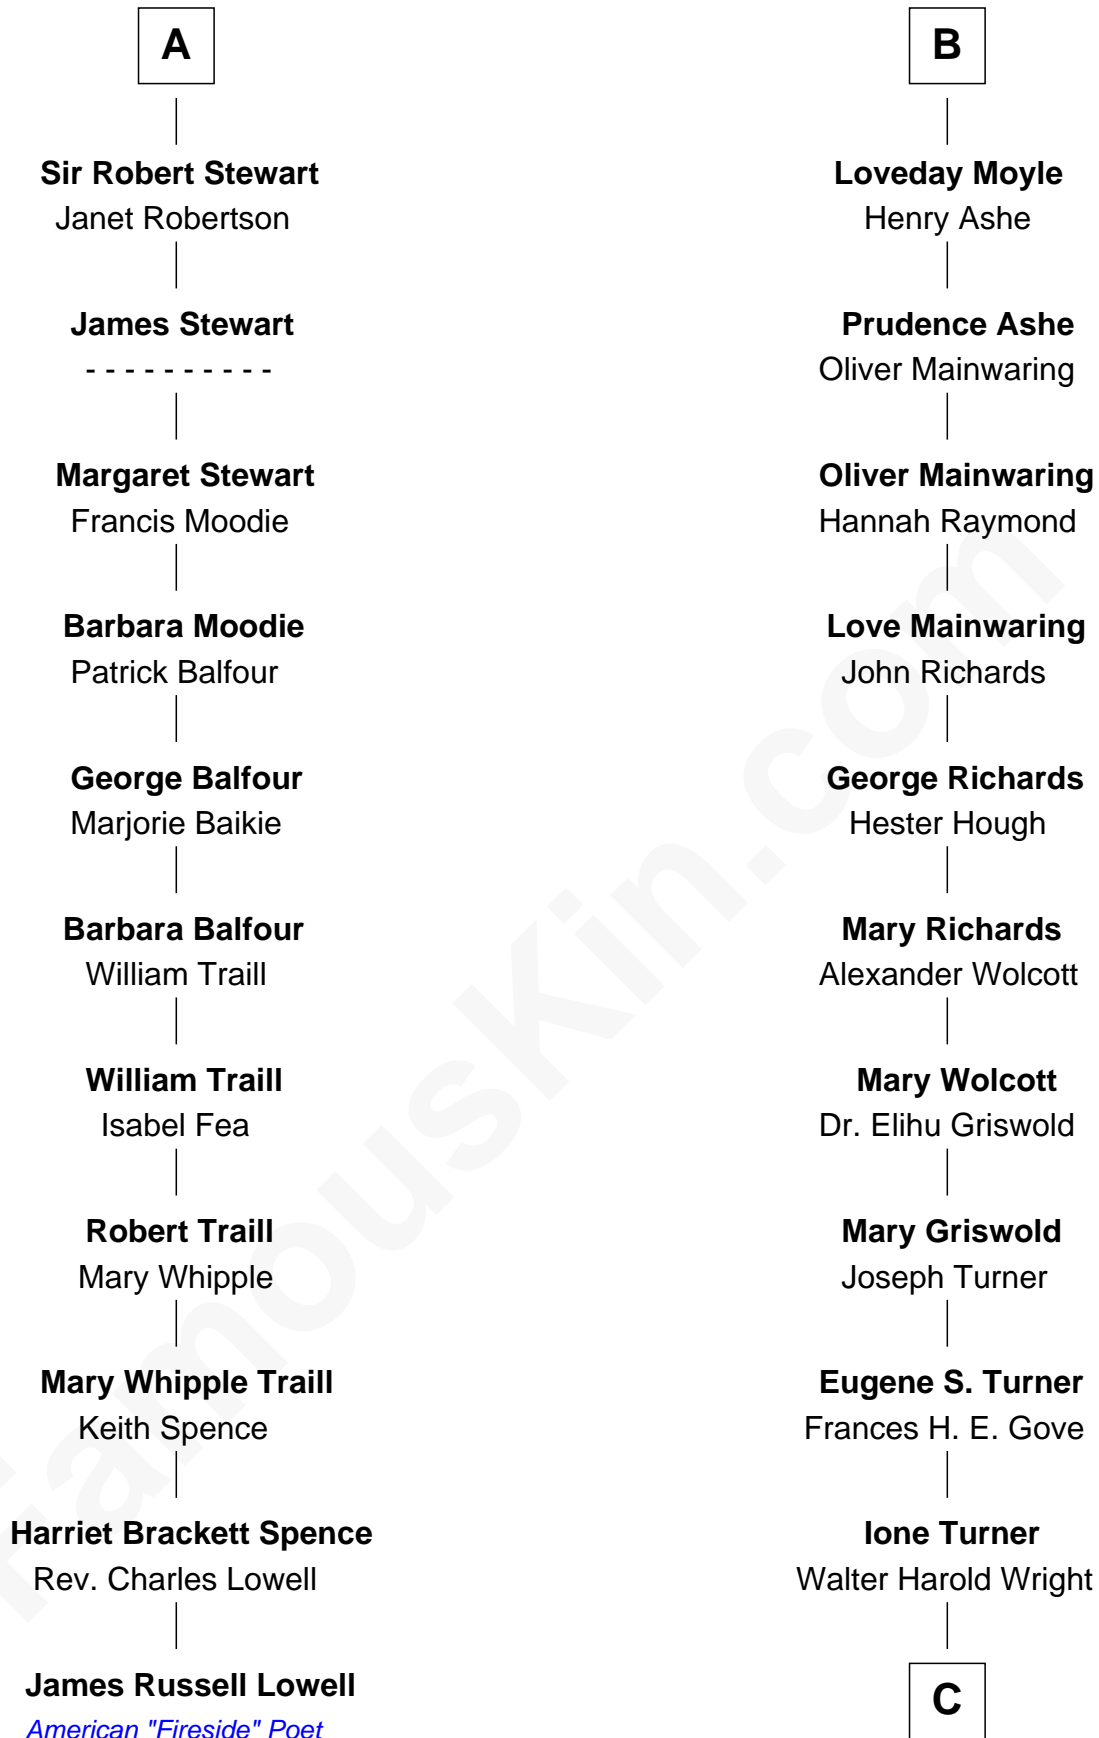 A
Sir Robert Stewart
Janet Robertson
James Stewart
- - - - - - - - - -
Margaret Stewart
Francis Moodie
Barbara Moodie
Patrick Balfour
George Balfour
Marjorie Baikie
Barbara Balfour
William Traill
William Traill
Isabel Fea
Robert Traill
Mary Whipple
Mary Whipple Traill
Keith Spence
Harriet Brackett Spence
Rev. Charles Lowell
James Russell Lowell
American "Fireside" Poet
B
Loveday Moyle
Henry Ashe
Prudence Ashe
Oliver Mainwaring
Oliver Mainwaring
Hannah Raymond
Love Mainwaring
John Richards
George Richards
Hester Hough
Mary Richards
Alexander Wolcott
Mary Wolcott
Dr. Elihu Griswold
Mary Griswold
Joseph Turner
Eugene S. Turner
Frances H. E. Gove
Ione Turner
Walter Harold Wright
C
FamousKin.com